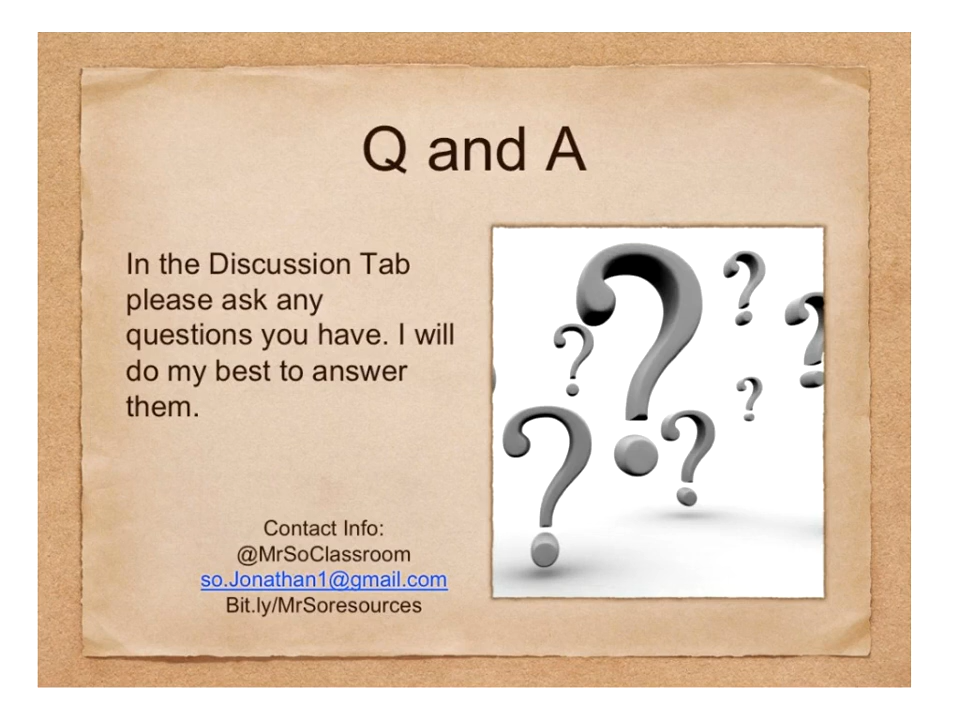 Q and A
In the Discussion Tab
please ask any
questions you have. I will
do my best to answer
them.
Contact Info:
@MrSoClassroom
so.Jonathan1@gmail.com
Bit.ly/MrSoresources